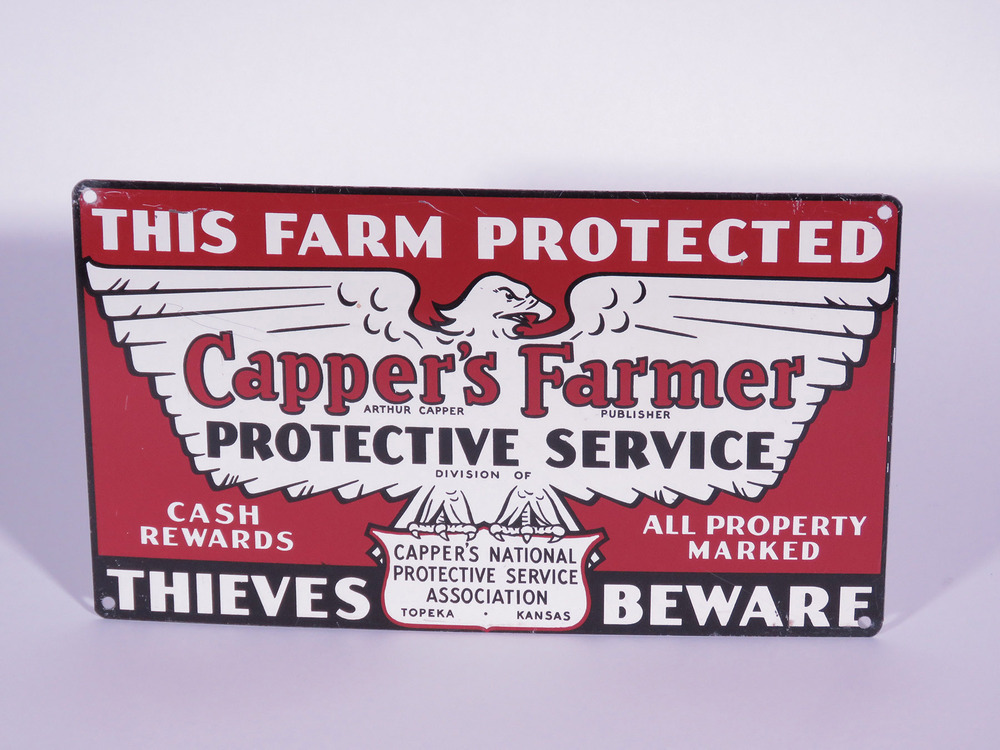 THIS FARM PROTECTED
Capper's Farmer
ARTHUR CAPPER PUBLISHER
PROTECTIVE SERVICE
DIVISION OF
CASH
REWARDS
ALL PROPERTY
MARKED
CAPPER'S NATIONAL
PROTECTIVE SERVICE
ASSOCIATION
TOPEKA · KANSAS
THIEVES BEWARE